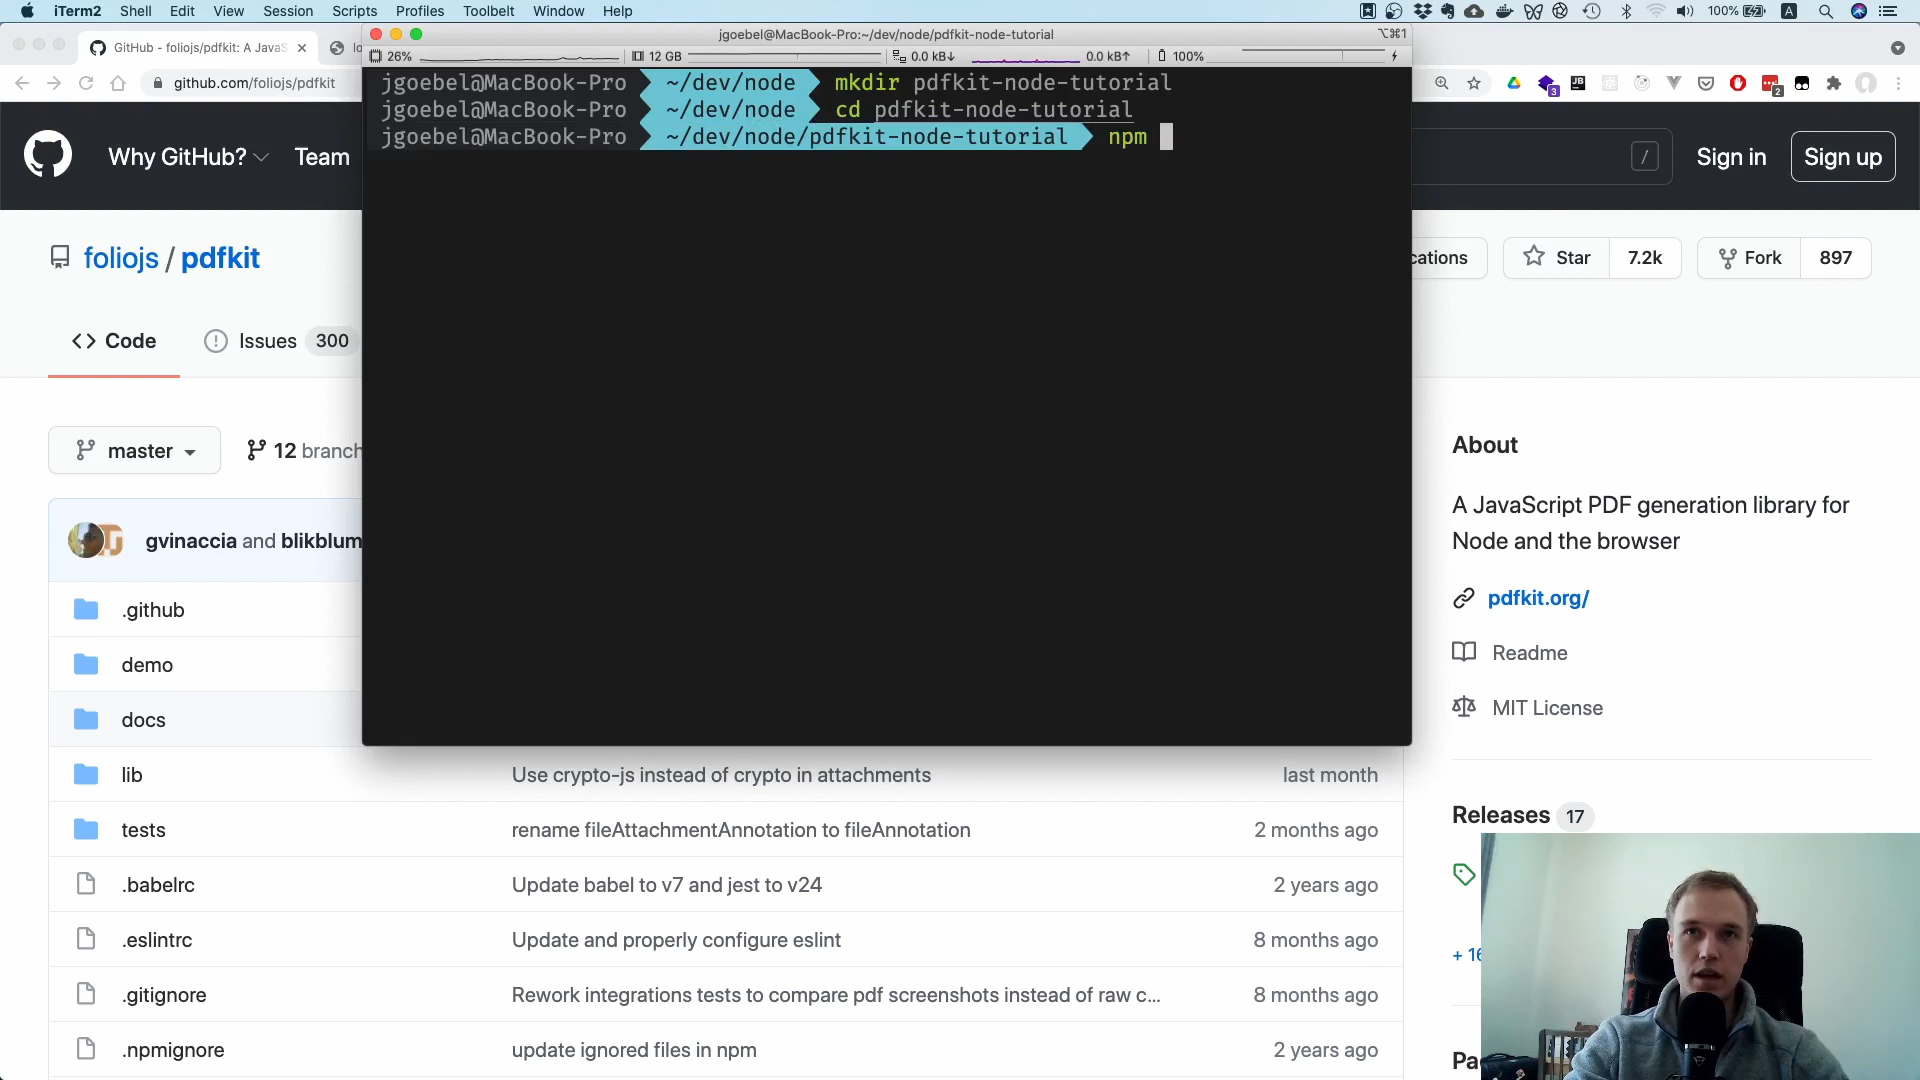 iTerm2 Shell Edit View Session Scripts Profiles Toolbelt Window Help 100%
GitHub - foliojs/pdfkit: A JavaS
jgoebel@MacBook-Pro:~/dev/node/pdfkit-node-tutorial ⌥⌘1
26% 12 GB 0.0 kB↓ 0.0 kB↑ 100%
github.com/foliojs/pdfkit
jgoebel@MacBook-Pro ~/dev/node mkdir pdfkit-node-tutorial
jgoebel@MacBook-Pro ~/dev/node cd pdfkit-node-tutorial
jgoebel@MacBook-Pro ~/dev/node/pdfkit-node-tutorial npm
Why GitHub? Team / Sign in Sign up
foliojs / pdfkit
cations Star 7.2k Fork 897
Code Issues 300
master 12 branch
gvinaccia and blikblum
.github
demo
docs
lib Use crypto-js instead of crypto in attachments last month
tests rename fileAttachmentAnnotation to fileAnnotation 2 months ago
.babelrc Update babel to v7 and jest to v24 2 years ago
.eslintrc Update and properly configure eslint 8 months ago
.gitignore Rework integrations tests to compare pdf screenshots instead of raw c... 8 months ago
.npmignore update ignored files in npm 2 years ago
About
A JavaScript PDF generation library for
Node and the browser
pdfkit.org/
Readme
MIT License
Releases 17
+ 16
Pa